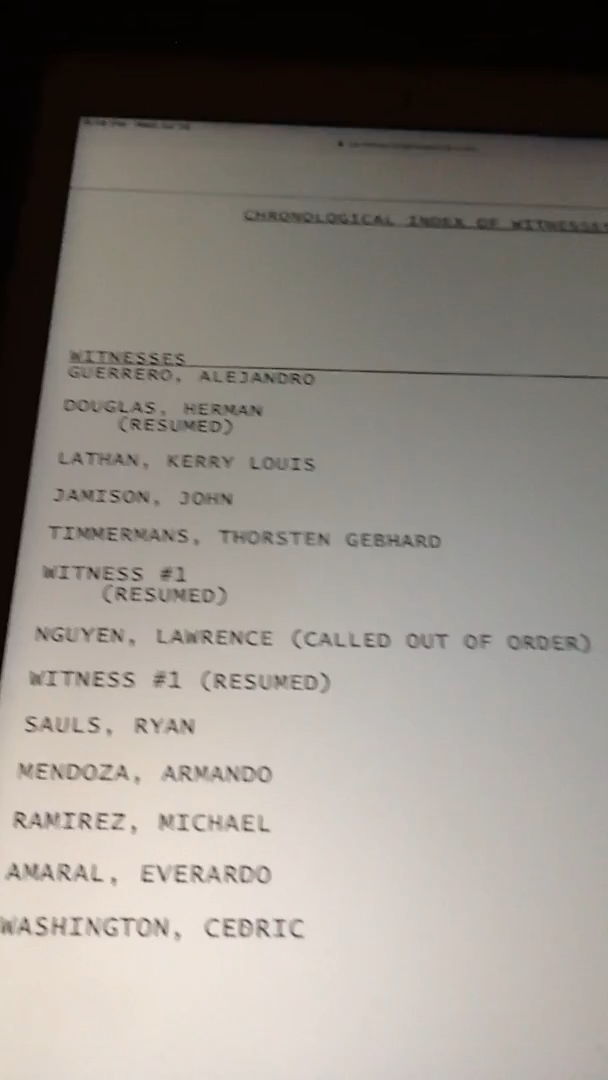 CHRONOLOGICAL INDEX OF WITNESSES
WITNESSES
GUERRERO, ALEJANDRO
DOUGLAS, HERMAN
(RESUMED)
LATHAN, KERRY LOUIS
JAMISON, JOHN
TIMMERMANS, THORSTEN GEBHARD
WITNESS #1
(RESUMED)
NGUYEN, LAWRENCE (CALLED OUT OF ORDER)
WITNESS #1 (RESUMED)
SAULS, RYAN
MENDOZA, ARMANDO
RAMIREZ, MICHAEL
AMARAL, EVERARDO
WASHINGTON, CEDRIC